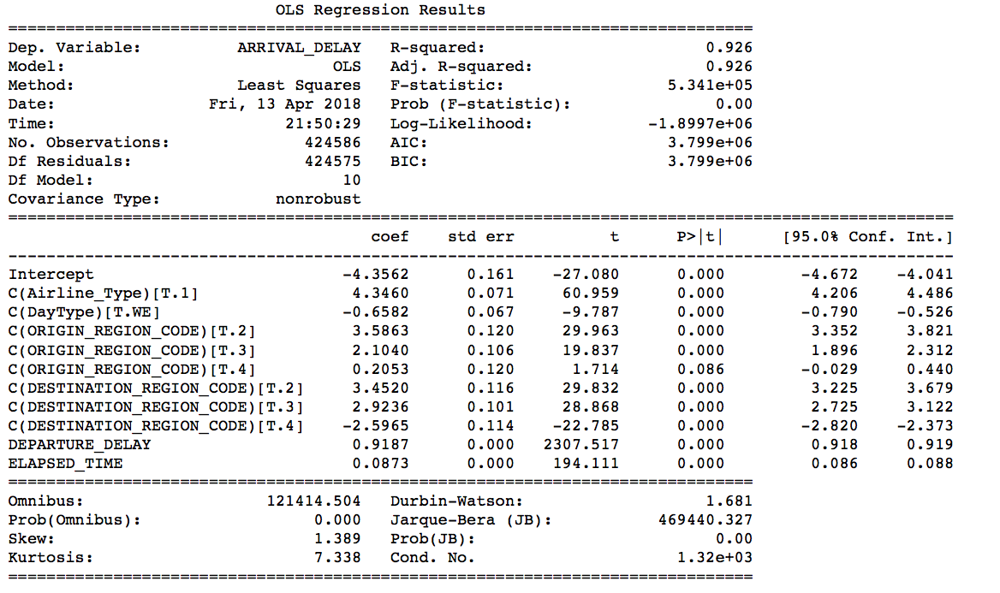 OLS Regression Results
==============================================================================
Dep. Variable: ARRIVAL_DELAY R-squared: 0.926
Model: OLS Adj. R-squared: 0.926
Method: Least Squares F-statistic: 5.341e+05
Date: Fri, 13 Apr 2018 Prob (F-statistic): 0.00
Time: 21:50:29 Log-Likelihood: -1.8997e+06
No. Observations: 424586 AIC: 3.799e+06
Df Residuals: 424575 BIC: 3.799e+06
Df Model: 10
Covariance Type: nonrobust
===================================================================================================
coef std err t P>|t| [95.0% Conf. Int.]
---------------------------------------------------------------------------------------------------
Intercept -4.3562 0.161 -27.080 0.000 -4.672 -4.041
C(Airline_Type)[T.1] 4.3460 0.071 60.959 0.000 4.206 4.486
C(DayType)[T.WE] -0.6582 0.067 -9.787 0.000 -0.790 -0.526
C(ORIGIN_REGION_CODE)[T.2] 3.5863 0.120 29.963 0.000 3.352 3.821
C(ORIGIN_REGION_CODE)[T.3] 2.1040 0.106 19.837 0.000 1.896 2.312
C(ORIGIN_REGION_CODE)[T.4] 0.2053 0.120 1.714 0.086 -0.029 0.440
C(DESTINATION_REGION_CODE)[T.2] 3.4520 0.116 29.832 0.000 3.225 3.679
C(DESTINATION_REGION_CODE)[T.3] 2.9236 0.101 28.868 0.000 2.725 3.122
C(DESTINATION_REGION_CODE)[T.4] -2.5965 0.114 -22.785 0.000 -2.820 -2.373
DEPARTURE_DELAY 0.9187 0.000 2307.517 0.000 0.918 0.919
ELAPSED_TIME 0.0873 0.000 194.111 0.000 0.086 0.088
==============================================================================
Omnibus: 121414.504 Durbin-Watson: 1.681
Prob(Omnibus): 0.000 Jarque-Bera (JB): 469440.327
Skew: 1.389 Prob(JB): 0.00
Kurtosis: 7.338 Cond. No. 1.32e+03
==============================================================================